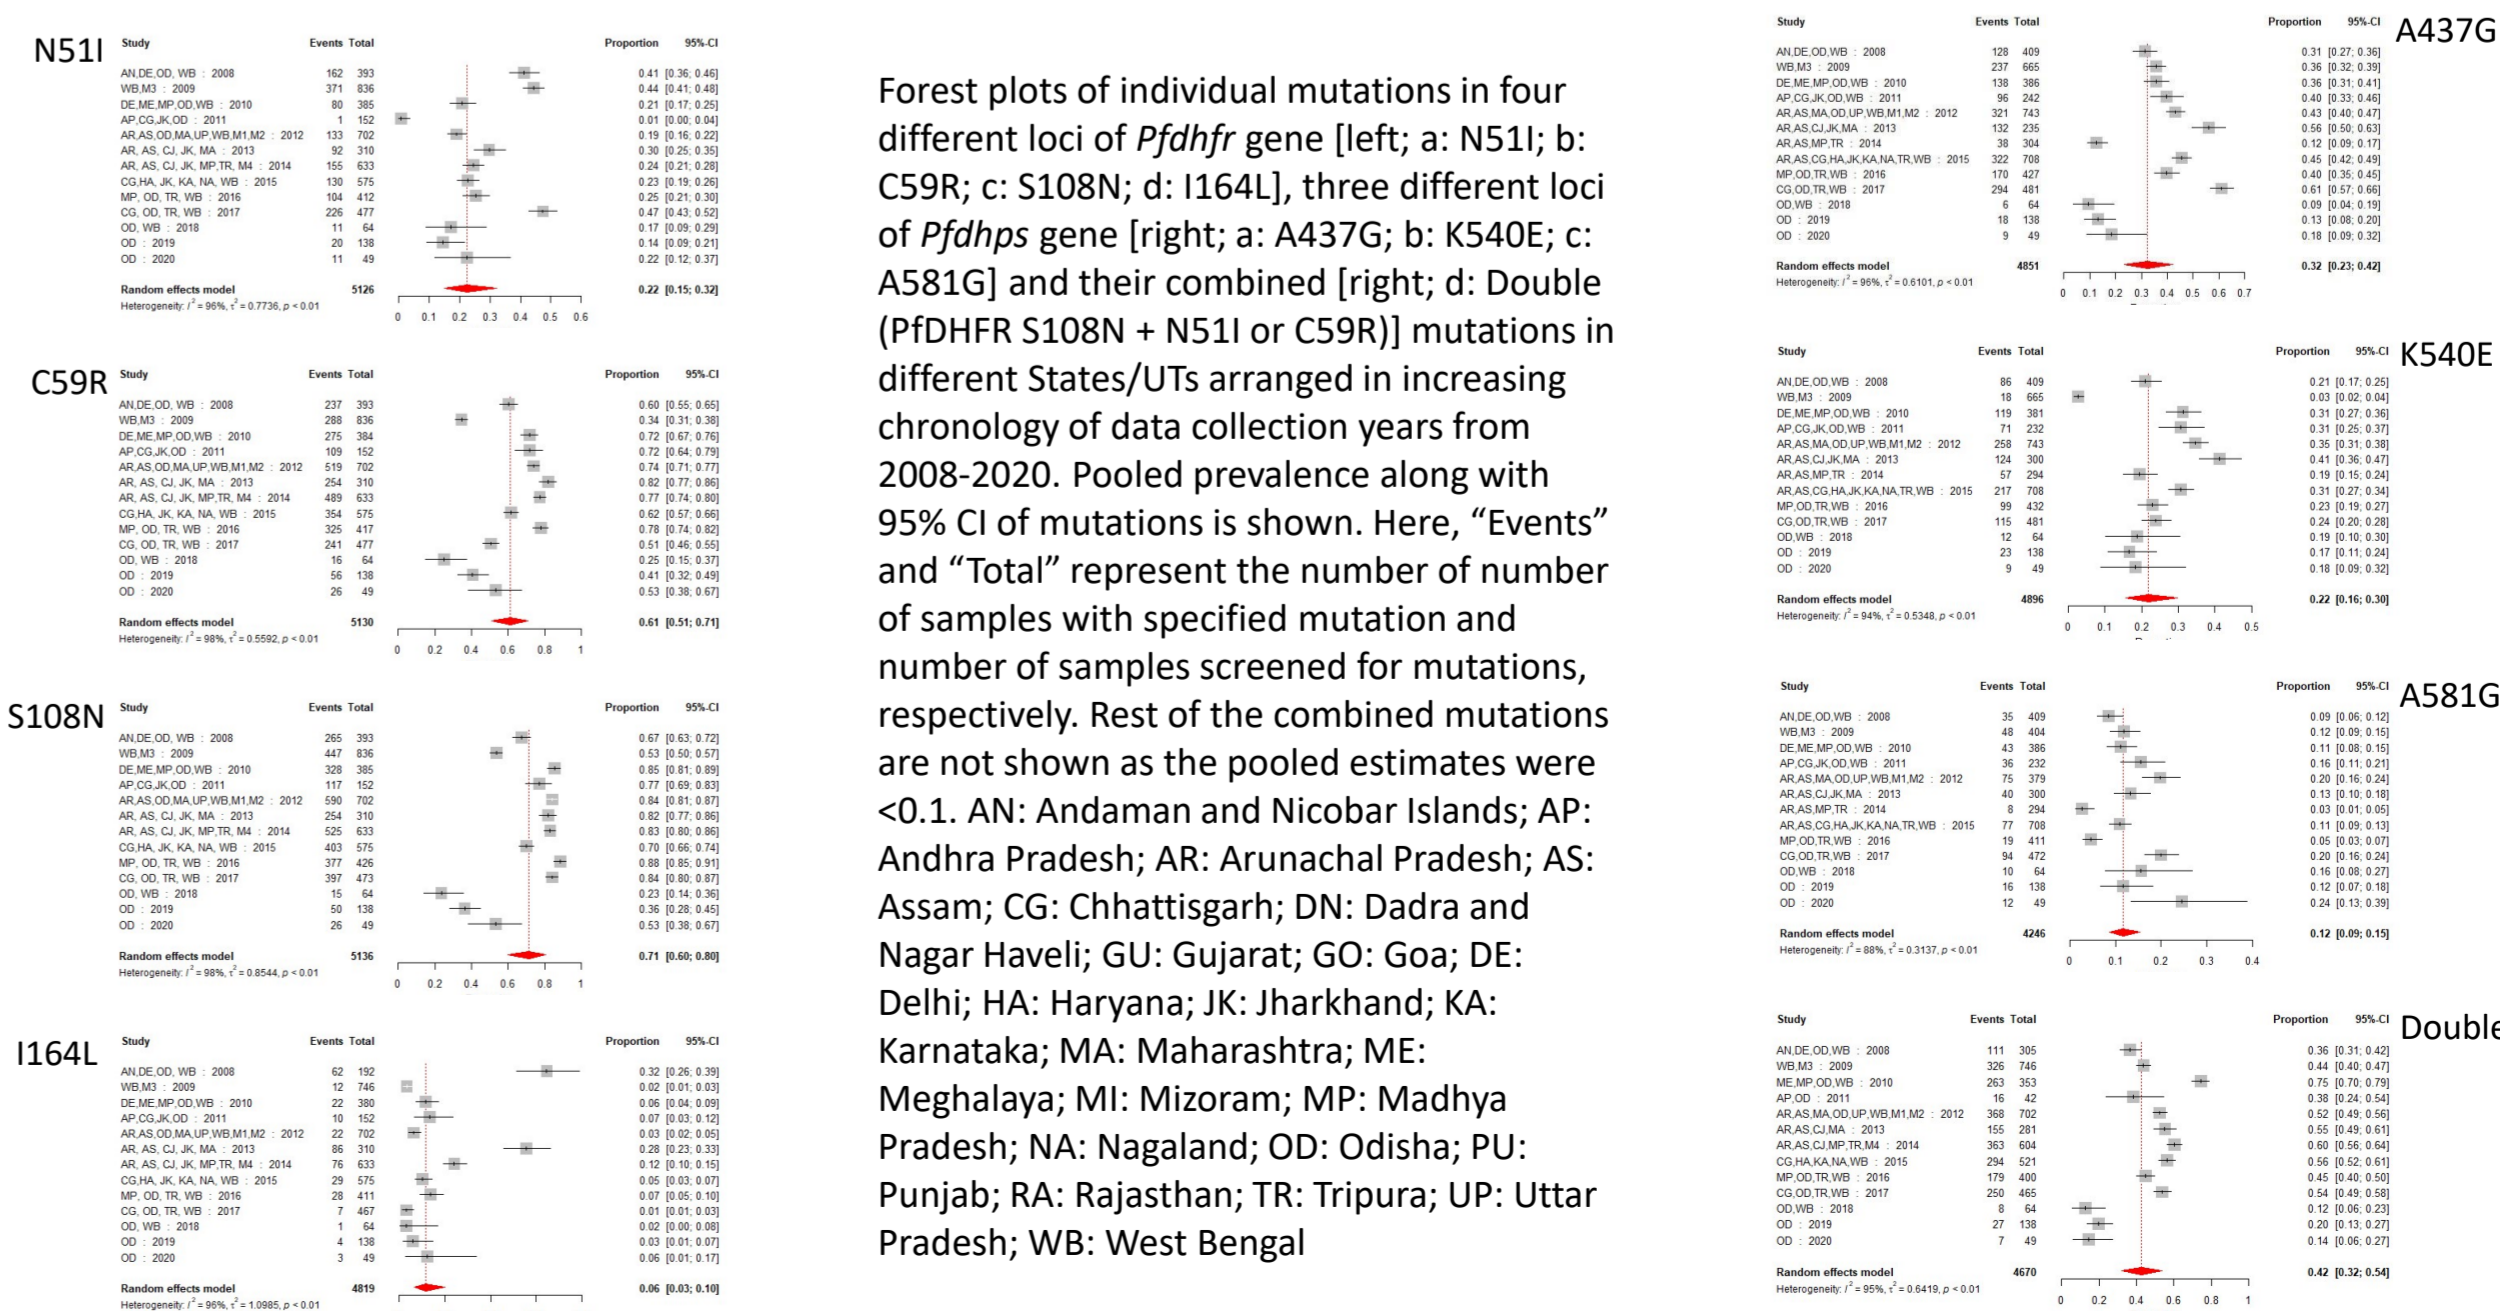 N51I
Study Events Total Proportion 95%-CI
AN,DE,OD, WB : 2008 162 393 0.41 [0.36; 0.46]
WB,M3 : 2009 371 836 0.44 [0.41; 0.48]
DE,ME,MP,OD,WB : 2010 80 385 0.21 [0.17; 0.25]
AP,CG,JK,OD : 2011 1 152 0.01 [0.00; 0.04]
AR,AS,OD,MA,UP,WB,M1,M2 : 2012 133 702 0.19 [0.16; 0.22]
AR, AS, CJ, JK, MA : 2013 92 310 0.30 [0.25; 0.35]
AR, AS, CJ, JK, MP,TR, M4 : 2014 155 633 0.24 [0.21; 0.28]
CG,HA, JK, KA, NA, WB : 2015 130 575 0.23 [0.19; 0.26]
MP, OD, TR, WB : 2016 104 412 0.25 [0.21; 0.30]
CG, OD, TR, WB : 2017 226 477 0.47 [0.43; 0.52]
OD, WB : 2018 11 64 0.17 [0.09; 0.29]
OD : 2019 20 138 0.14 [0.09; 0.21]
OD : 2020 11 49 0.22 [0.12; 0.37]
Random effects model 5126 0.22 [0.15; 0.32]
Heterogeneity: I² = 96%, τ² = 0.7736, p < 0.01
0 0.1 0.2 0.3 0.4 0.5 0.6
C59R
Study Events Total Proportion 95%-CI
AN,DE,OD, WB : 2008 237 393 0.60 [0.55; 0.65]
WB,M3 : 2009 288 836 0.34 [0.31; 0.38]
DE,ME,MP,OD,WB : 2010 275 384 0.72 [0.67; 0.76]
AP,CG,JK,OD : 2011 109 152 0.72 [0.64; 0.79]
AR,AS,OD,MA,UP,WB,M1,M2 : 2012 519 702 0.74 [0.71; 0.77]
AR, AS, CJ, JK, MA : 2013 254 310 0.82 [0.77; 0.86]
AR, AS, CJ, JK, MP,TR, M4 : 2014 489 633 0.77 [0.74; 0.80]
CG,HA, JK, KA, NA, WB : 2015 354 575 0.62 [0.57; 0.66]
MP, OD, TR, WB : 2016 325 417 0.78 [0.74; 0.82]
CG, OD, TR, WB : 2017 241 477 0.51 [0.46; 0.55]
OD, WB : 2018 16 64 0.25 [0.15; 0.37]
OD : 2019 56 138 0.41 [0.32; 0.49]
OD : 2020 26 49 0.53 [0.38; 0.67]
Random effects model 5130 0.61 [0.51; 0.71]
Heterogeneity: I² = 98%, τ² = 0.5592, p < 0.01
0 0.2 0.4 0.6 0.8 1
S108N
Study Events Total Proportion 95%-CI
AN,DE,OD, WB : 2008 265 393 0.67 [0.63; 0.72]
WB,M3 : 2009 447 836 0.53 [0.50; 0.57]
DE,ME,MP,OD,WB : 2010 328 385 0.85 [0.81; 0.89]
AP,CG,JK,OD : 2011 117 152 0.77 [0.69; 0.83]
AR,AS,OD,MA,UP,WB,M1,M2 : 2012 590 702 0.84 [0.81; 0.87]
AR, AS, CJ, JK, MA : 2013 254 310 0.82 [0.77; 0.86]
AR, AS, CJ, JK, MP,TR, M4 : 2014 525 633 0.83 [0.80; 0.86]
CG,HA, JK, KA, NA, WB : 2015 403 575 0.70 [0.66; 0.74]
MP, OD, TR, WB : 2016 377 426 0.88 [0.85; 0.91]
CG, OD, TR, WB : 2017 397 473 0.84 [0.80; 0.87]
OD, WB : 2018 15 64 0.23 [0.14; 0.36]
OD : 2019 50 138 0.36 [0.28; 0.45]
OD : 2020 26 49 0.53 [0.38; 0.67]
Random effects model 5136 0.71 [0.60; 0.80]
Heterogeneity: I² = 98%, τ² = 0.8544, p < 0.01
0 0.2 0.4 0.6 0.8 1
I164L
Study Events Total Proportion 95%-CI
AN,DE,OD, WB : 2008 62 192 0.32 [0.26; 0.39]
WB,M3 : 2009 12 746 0.02 [0.01; 0.03]
DE,ME,MP,OD,WB : 2010 22 380 0.06 [0.04; 0.09]
AP,CG,JK,OD : 2011 10 152 0.07 [0.03; 0.12]
AR,AS,OD,MA,UP,WB,M1,M2 : 2012 22 702 0.03 [0.02; 0.05]
AR, AS, CJ, JK, MA : 2013 86 310 0.28 [0.23; 0.33]
AR, AS, CJ, JK, MP,TR, M4 : 2014 76 633 0.12 [0.10; 0.15]
CG,HA, JK, KA, NA, WB : 2015 29 575 0.05 [0.03; 0.07]
MP, OD, TR, WB : 2016 28 411 0.07 [0.05; 0.10]
CG, OD, TR, WB : 2017 7 467 0.01 [0.01; 0.03]
OD, WB : 2018 1 64 0.02 [0.00; 0.08]
OD : 2019 4 138 0.03 [0.01; 0.07]
OD : 2020 3 49 0.06 [0.01; 0.17]
Random effects model 4819 0.06 [0.03; 0.10]
Heterogeneity: I² = 96%, τ² = 1.0985, p < 0.01
Forest plots of individual mutations in four
different loci of Pfdhfr gene [left; a: N51I; b:
C59R; c: S108N; d: I164L], three different loci
of Pfdhps gene [right; a: A437G; b: K540E; c:
A581G] and their combined [right; d: Double
(PfDHFR S108N + N51I or C59R)] mutations in
different States/UTs arranged in increasing
chronology of data collection years from
2008-2020. Pooled prevalence along with
95% CI of mutations is shown. Here, “Events”
and “Total” represent the number of number
of samples with specified mutation and
number of samples screened for mutations,
respectively. Rest of the combined mutations
are not shown as the pooled estimates were
<0.1. AN: Andaman and Nicobar Islands; AP:
Andhra Pradesh; AR: Arunachal Pradesh; AS:
Assam; CG: Chhattisgarh; DN: Dadra and
Nagar Haveli; GU: Gujarat; GO: Goa; DE:
Delhi; HA: Haryana; JK: Jharkhand; KA:
Karnataka; MA: Maharashtra; ME:
Meghalaya; MI: Mizoram; MP: Madhya
Pradesh; NA: Nagaland; OD: Odisha; PU:
Punjab; RA: Rajasthan; TR: Tripura; UP: Uttar
Pradesh; WB: West Bengal
A437G
Study Events Total Proportion 95%-CI
AN,DE,OD,WB : 2008 128 409 0.31 [0.27; 0.36]
WB,M3 : 2009 237 665 0.36 [0.32; 0.39]
DE,ME,MP,OD,WB : 2010 138 386 0.36 [0.31; 0.41]
AP,CG,JK,OD,WB : 2011 96 242 0.40 [0.33; 0.46]
AR,AS,MA,OD,UP,WB,M1,M2 : 2012 321 743 0.43 [0.40; 0.47]
AR,AS,CJ,JK,MA : 2013 132 235 0.56 [0.50; 0.63]
AR,AS,MP,TR : 2014 38 304 0.12 [0.09; 0.17]
AR,AS,CG,HA,JK,KA,NA,TR,WB : 2015 322 708 0.45 [0.42; 0.49]
MP,OD,TR,WB : 2016 170 427 0.40 [0.35; 0.45]
CG,OD,TR,WB : 2017 294 481 0.61 [0.57; 0.66]
OD,WB : 2018 6 64 0.09 [0.04; 0.19]
OD : 2019 18 138 0.13 [0.08; 0.20]
OD : 2020 9 49 0.18 [0.09; 0.32]
Random effects model 4851 0.32 [0.23; 0.42]
Heterogeneity: I² = 96%, τ² = 0.6101, p < 0.01
0 0.1 0.2 0.3 0.4 0.5 0.6 0.7
K540E
Study Events Total Proportion 95%-CI
AN,DE,OD,WB : 2008 86 409 0.21 [0.17; 0.25]
WB,M3 : 2009 18 665 0.03 [0.02; 0.04]
DE,ME,MP,OD,WB : 2010 119 381 0.31 [0.27; 0.36]
AP,CG,JK,OD,WB : 2011 71 232 0.31 [0.25; 0.37]
AR,AS,MA,OD,UP,WB,M1,M2 : 2012 258 743 0.35 [0.31; 0.38]
AR,AS,CJ,JK,MA : 2013 124 300 0.41 [0.36; 0.47]
AR,AS,MP,TR : 2014 57 294 0.19 [0.15; 0.24]
AR,AS,CG,HA,JK,KA,NA,TR,WB : 2015 217 708 0.31 [0.27; 0.34]
MP,OD,TR,WB : 2016 99 432 0.23 [0.19; 0.27]
CG,OD,TR,WB : 2017 115 481 0.24 [0.20; 0.28]
OD,WB : 2018 12 64 0.19 [0.10; 0.30]
OD : 2019 23 138 0.17 [0.11; 0.24]
OD : 2020 9 49 0.18 [0.09; 0.32]
Random effects model 4896 0.22 [0.16; 0.30]
Heterogeneity: I² = 94%, τ² = 0.5348, p < 0.01
0 0.1 0.2 0.3 0.4 0.5
A581G
Study Events Total Proportion 95%-CI
AN,DE,OD,WB : 2008 35 409 0.09 [0.06; 0.12]
WB,M3 : 2009 48 404 0.12 [0.09; 0.15]
DE,ME,MP,OD,WB : 2010 43 386 0.11 [0.08; 0.15]
AP,CG,JK,OD,WB : 2011 36 232 0.16 [0.11; 0.21]
AR,AS,MA,OD,UP,WB,M1,M2 : 2012 75 379 0.20 [0.16; 0.24]
AR,AS,CJ,JK,MA : 2013 40 300 0.13 [0.10; 0.18]
AR,AS,MP,TR : 2014 8 294 0.03 [0.01; 0.05]
AR,AS,CG,HA,JK,KA,NA,TR,WB : 2015 77 708 0.11 [0.09; 0.13]
MP,OD,TR,WB : 2016 19 411 0.05 [0.03; 0.07]
CG,OD,TR,WB : 2017 94 472 0.20 [0.16; 0.24]
OD,WB : 2018 10 64 0.16 [0.08; 0.27]
OD : 2019 16 138 0.12 [0.07; 0.18]
OD : 2020 12 49 0.24 [0.13; 0.39]
Random effects model 4246 0.12 [0.09; 0.15]
Heterogeneity: I² = 88%, τ² = 0.3137, p < 0.01
0 0.1 0.2 0.3 0.4
Double
Study Events Total Proportion 95%-CI
AN,DE,OD,WB : 2008 111 305 0.36 [0.31; 0.42]
WB,M3 : 2009 326 746 0.44 [0.40; 0.47]
ME,MP,OD,WB : 2010 263 353 0.75 [0.70; 0.79]
AP,OD : 2011 16 42 0.38 [0.24; 0.54]
AR,AS,MA,OD,UP,WB,M1,M2 : 2012 368 702 0.52 [0.49; 0.56]
AR,AS,CJ,MA : 2013 155 281 0.55 [0.49; 0.61]
AR,AS,CJ,MP,TR,M4 : 2014 363 604 0.60 [0.56; 0.64]
CG,HA,KA,NA,WB : 2015 294 521 0.56 [0.52; 0.61]
MP,OD,TR,WB : 2016 179 400 0.45 [0.40; 0.50]
CG,OD,TR,WB : 2017 250 465 0.54 [0.49; 0.58]
OD,WB : 2018 8 64 0.12 [0.06; 0.23]
OD : 2019 27 138 0.20 [0.13; 0.27]
OD : 2020 7 49 0.14 [0.06; 0.27]
Random effects model 4670 0.42 [0.32; 0.54]
Heterogeneity: I² = 95%, τ² = 0.6419, p < 0.01
0 0.2 0.4 0.6 0.8 1